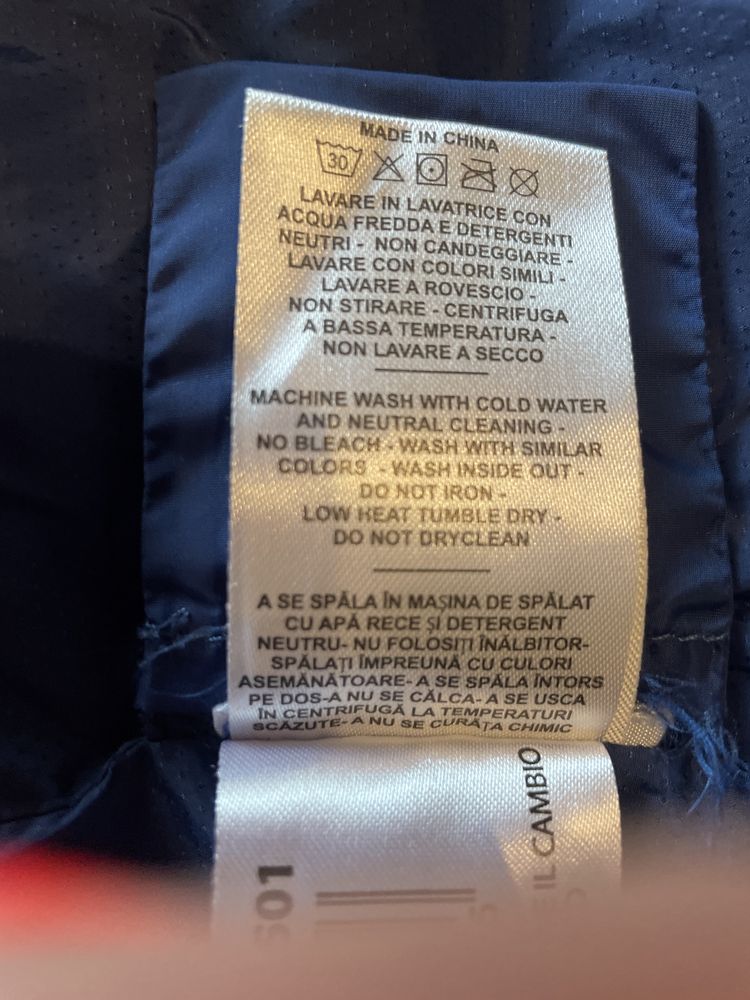 MADE IN CHINA
30
LAVARE IN LAVATRICE CON
ACQUA FREDDA E DETERGENTI
NEUTRI - NON CANDEGGIARE -
LAVARE CON COLORI SIMILI -
LAVARE A ROVESCIO -
NON STIRARE - CENTRIFUGA
A BASSA TEMPERATURA -
NON LAVARE A SECCO
MACHINE WASH WITH COLD WATER
AND NEUTRAL CLEANING -
NO BLEACH - WASH WITH SIMILAR
COLORS - WASH INSIDE OUT -
DO NOT IRON -
LOW HEAT TUMBLE DRY -
DO NOT DRYCLEAN
A SE SPĂLA ÎN MAȘINA DE SPĂLAT
CU APĂ RECE ȘI DETERGENT
NEUTRU- NU FOLOSIȚI ÎNĂLBITOR-
SPĂLAȚI ÎMPREUNĂ CU CULORI
ASEMĂNĂTOARE- A SE SPĂLA ÎNTORS
PE DOS-A NU SE CĂLCA- A SE USCA
ÎN CENTRIFUGĂ LA TEMPERATURI
SCĂZUTE- A NU SE CURĂȚA CHIMIC
IL CAMBIO